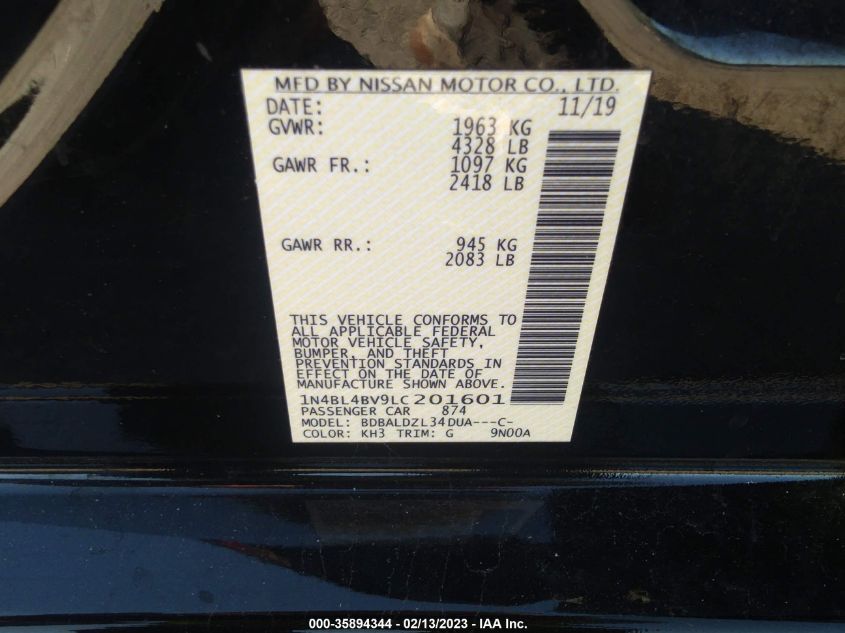 MFD BY NISSAN MOTOR CO., LTD.
DATE: 11/19
GVWR: 1963 KG
4328 LB
GAWR FR.: 1097 KG
2418 LB
GAWR RR.: 945 KG
2083 LB
THIS VEHICLE CONFORMS TO
ALL APPLICABLE FEDERAL
MOTOR VEHICLE SAFETY,
BUMPER, AND THEFT
PREVENTION STANDARDS IN
EFFECT ON THE DATE OF
MANUFACTURE SHOWN ABOVE.
1N4BL4BV9LC201601
PASSENGER CAR 874
MODEL: BDBALDZL34DUA---C-
COLOR: KH3 TRIM: G 9N00A
000-35894344 — 02/13/2023 — IAA Inc.